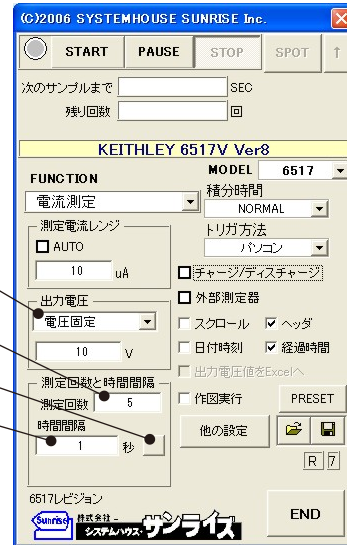 (C)2006 SYSTEMHOUSE SUNRISE Inc.
START PAUSE STOP SPOT ↑
次のサンプルまで SEC
残り回数 回
KEITHLEY 6517V Ver8
FUNCTION MODEL 6517
電流測定 積分時間
NORMAL
測定電流レンジ トリガ方法
AUTO パソコン
10 uA チャージ/ディスチャージ
出力電圧 外部測定器
電圧固定 スクロール ヘッダ
10 V 日付時刻 経過時間
出力電圧値をExcelへ
測定回数と時間間隔 作図実行 PRESET
測定回数 5
時間間隔 他の設定
1 秒
R 7
6517レビジョン
Sunrise 株式会社 END
システムハウス・サンライズ